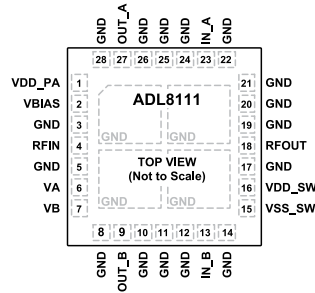 GND OUT_A GND GND GND IN_A GND
28 27 26 25 24 23 22
VDD_PA 1
VBIAS 2
GND 3
RFIN 4
GND 5
VA 6
VB 7
ADL8111
GND GND
TOP VIEW
(Not to Scale)
GND GND
21 GND
20 GND
19 GND
18 RFOUT
17 GND
16 VDD_SW
15 VSS_SW
8 9 10 11 12 13 14
GND OUT_B GND GND GND IN_B GND